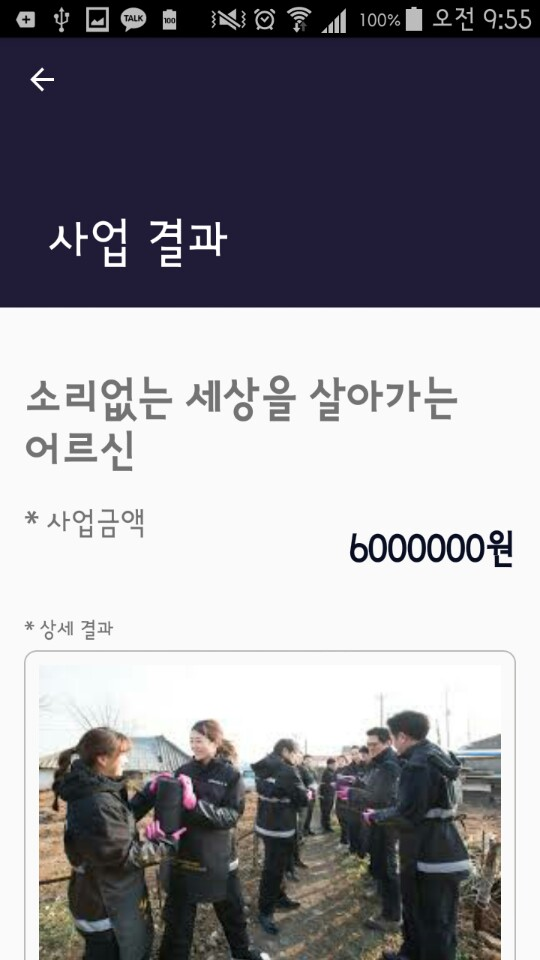 TALK 100 100% 오전 9:55
사업 결과
소리없는 세상을 살아가는
어르신
* 사업금액
6000000원
* 상세 결과